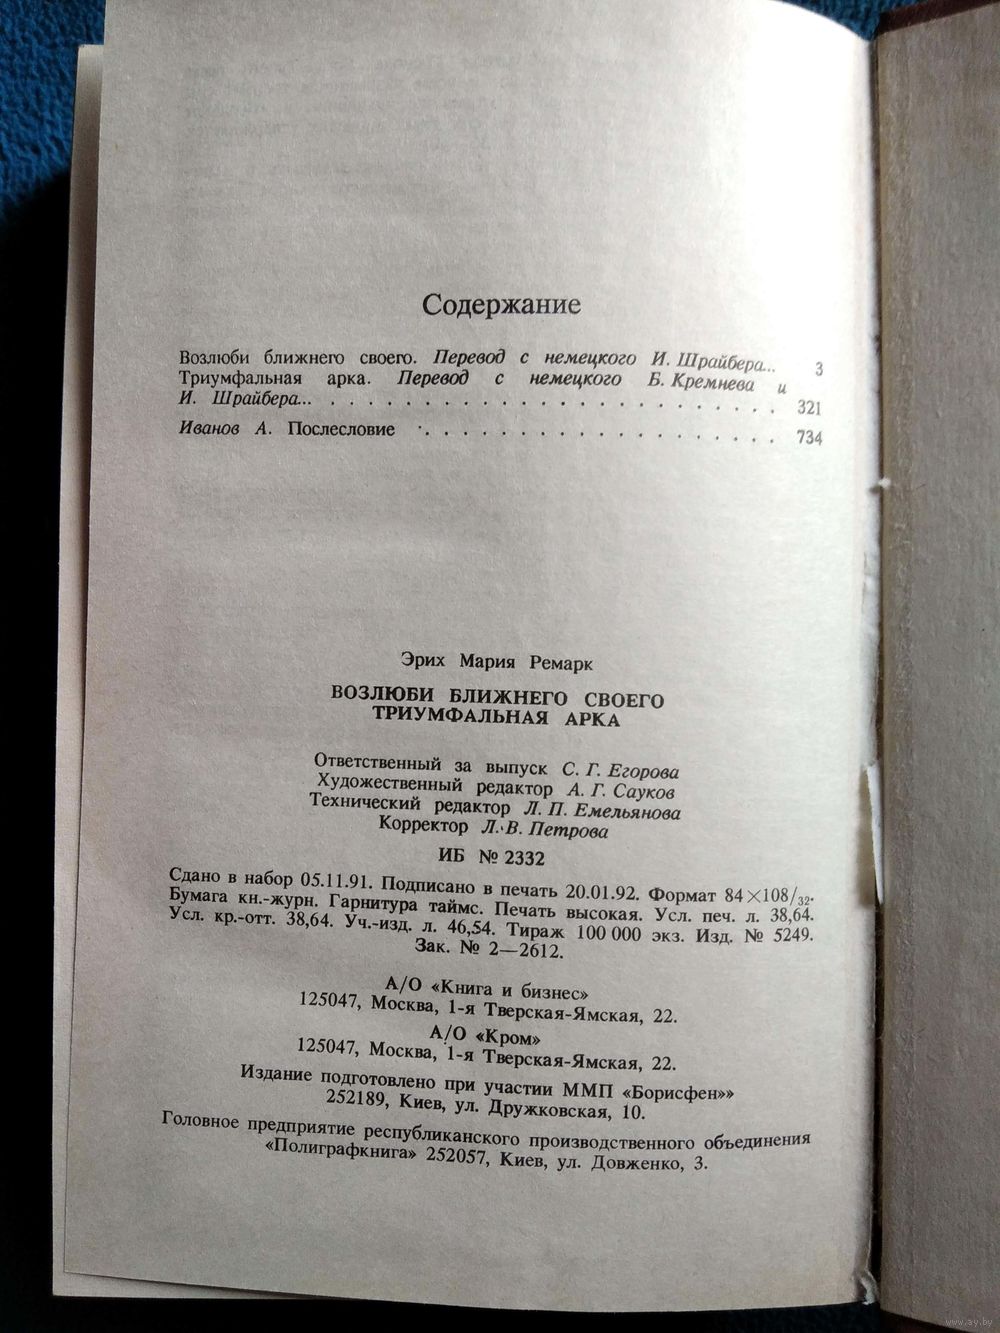 Содержание
Возлюби ближнего своего. Перевод с немецкого И. Шрайбера... 3
Триумфальная арка. Перевод с немецкого Б. Кремнева и
И. Шрайбера... . . . . . . . . . . . . . . . . . . . . . . . . . 321
Иванов А. Послесловие . . . . . . . . . . . . . . . . . . . . 734
Эрих Мария Ремарк
ВОЗЛЮБИ БЛИЖНЕГО СВОЕГО
ТРИУМФАЛЬНАЯ АРКА
Ответственный за выпуск С. Г. Егорова
Художественный редактор А. Г. Сауков
Технический редактор Л. П. Емельянова
Корректор Л. В. Петрова
ИБ № 2332
Сдано в набор 05.11.91. Подписано в печать 20.01.92. Формат 84×108/32.
Бумага кн.-журн. Гарнитура таймс. Печать высокая. Усл. печ. л. 38,64.
Усл. кр.-отт. 38,64. Уч.-изд. л. 46,54. Тираж 100 000 экз. Изд. № 5249.
Зак. № 2—2612.
А/О «Книга и бизнес»
125047, Москва, 1-я Тверская-Ямская, 22.
А/О «Кром»
125047, Москва, 1-я Тверская-Ямская, 22.
Издание подготовлено при участии ММП «Борисфен»»
252189, Киев, ул. Дружковская, 10.
Головное предприятие республиканского производственного объединения
«Полиграфкнига» 252057, Киев, ул. Довженко, 3.
www.ay.by